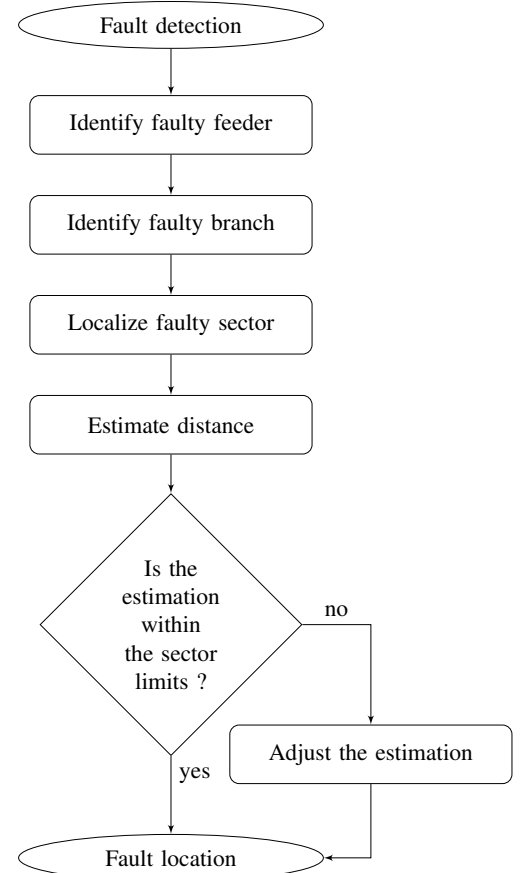 Fault detection
Identify faulty feeder
Identify faulty branch
Localize faulty sector
Estimate distance
Is the
estimation
within
the sector
limits ?
no
Adjust the estimation
yes
Fault location